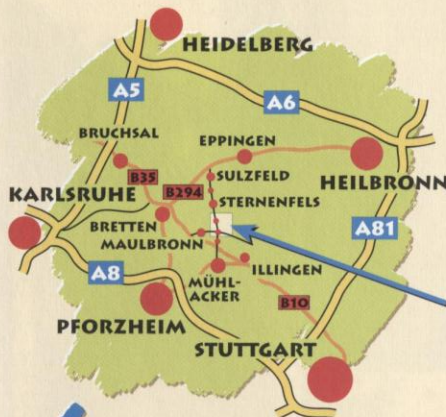 HEIDELBERG
A5
A6
BRUCHSAL
EPPINGEN
B35
SULZFELD
HEILBRONN
B294
KARLSRUHE
STERNENFELS
BRETTEN
A81
MAULBRONN
A8
ILLINGEN
MÜHL-
ACKER
B10
PFORZHEIM
STUTTGART